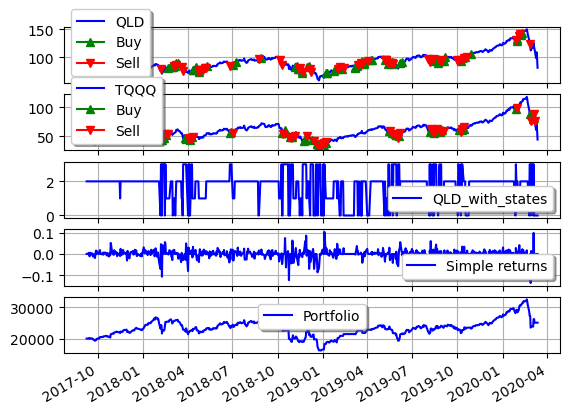 QLD
Buy
Sell
150
100
TQQQ
Buy
Sell
100
50
2
0
QLD_with_states
0.1
0.0
−0.1
Simple returns
30000
20000
Portfolio
2017-10
2018-01
2018-04
2018-07
2018-10
2019-01
2019-04
2019-07
2019-10
2020-01
2020-04